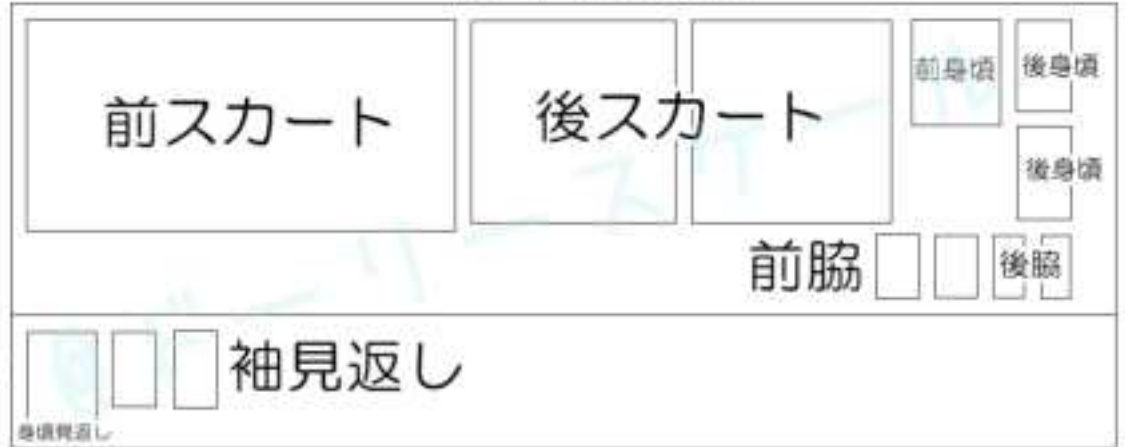 前スカート
後スカート
前身頃
後身頃
後身頃
前脇
後脇
袖見返し
身頃見返し